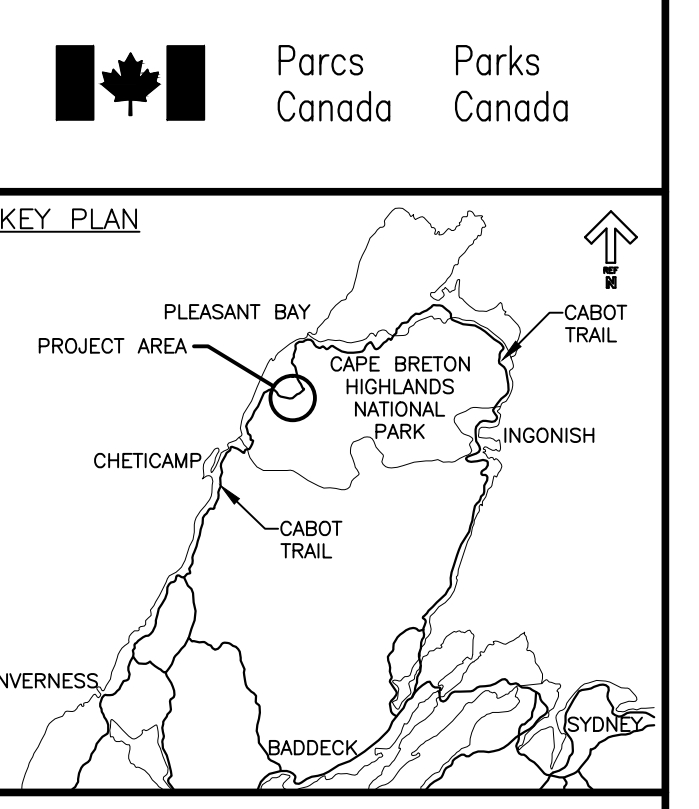 Parcs
Canada
Parks
Canada
KEY PLAN
REF
N
PLEASANT BAY
CABOT
TRAIL
PROJECT AREA
CAPE BRETON
HIGHLANDS
NATIONAL
PARK
INGONISH
CHETICAMP
CABOT
TRAIL
NVERNESS
SYDNEY
BADDECK